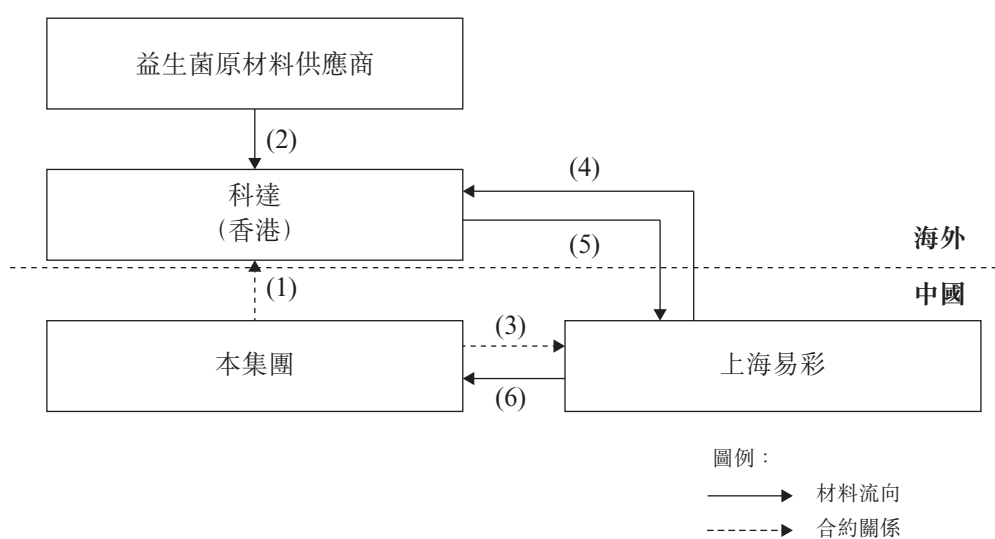 益生菌原材料供應商
(2)
科達
（香港）
(4)
(5)
海外
(1)
中國
本集團
(3)
上海易彩
(6)
圖例：
材料流向
合約關係